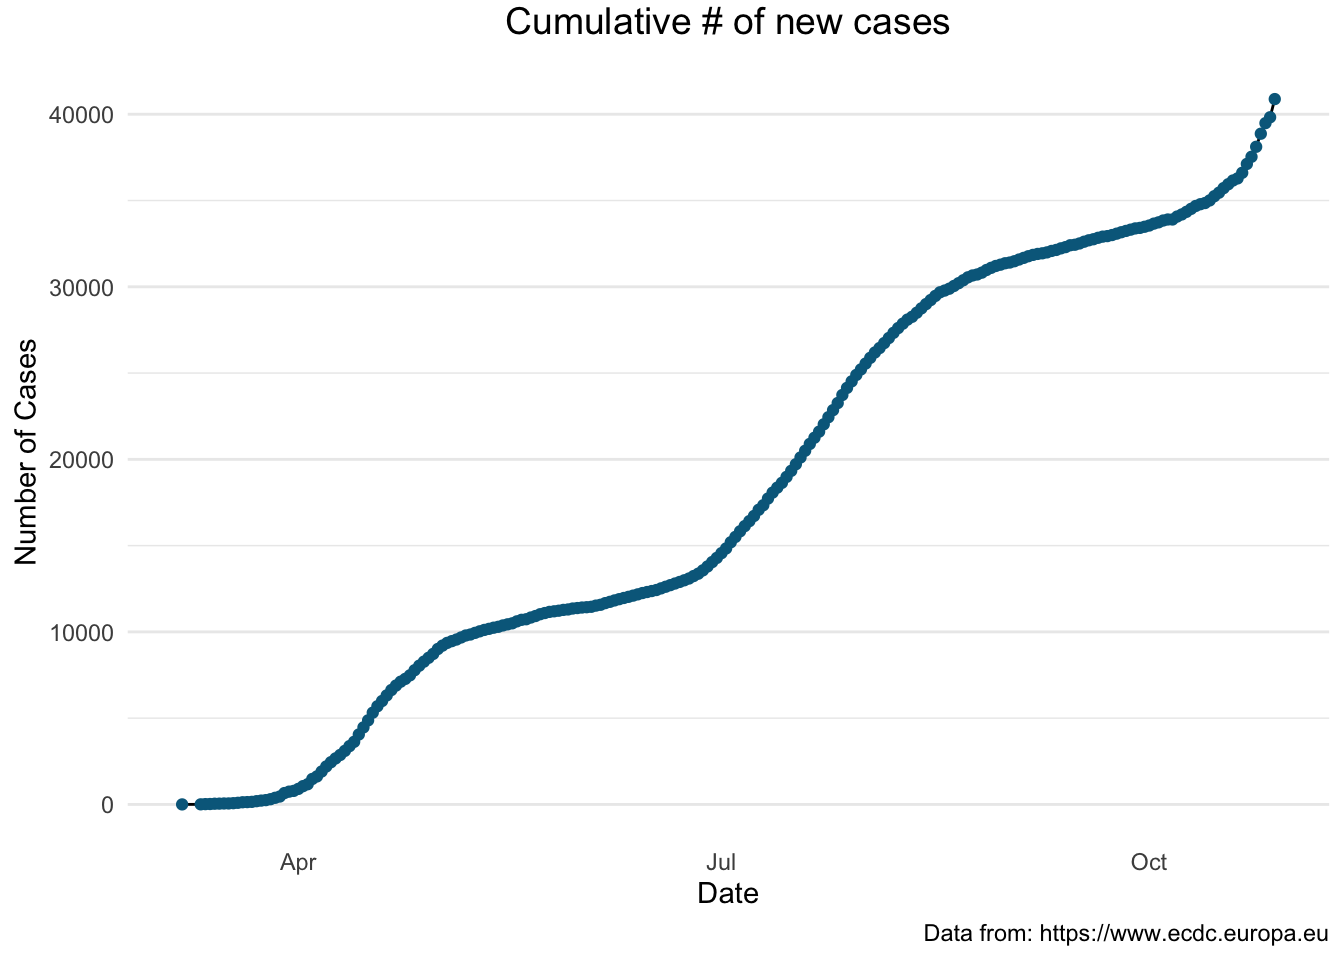 Cumulative # of new cases
40000
30000
20000
10000
0
Number of Cases
Apr Jul Oct
Date
Data from: https://www.ecdc.europa.eu